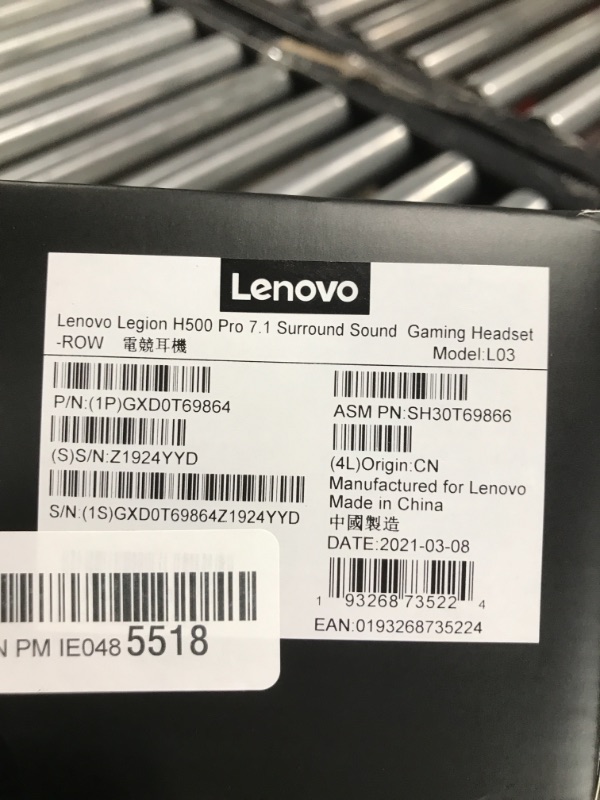 Lenovo
Lenovo Legion H500 Pro 7.1 Surround Sound Gaming Headset
-ROW 電競耳機
Model:L03
P/N:(1P)GXD0T69864
ASM PN:SH30T69866
(S)S/N:Z1924YYD
(4L)Origin:CN
Manufactured for Lenovo
Made in China
S/N:(1S)GXD0T69864Z1924YYD
中國製造
DATE:2021-03-08
1 93268 73522 4
EAN:0193268735224
N PM IE048 5518